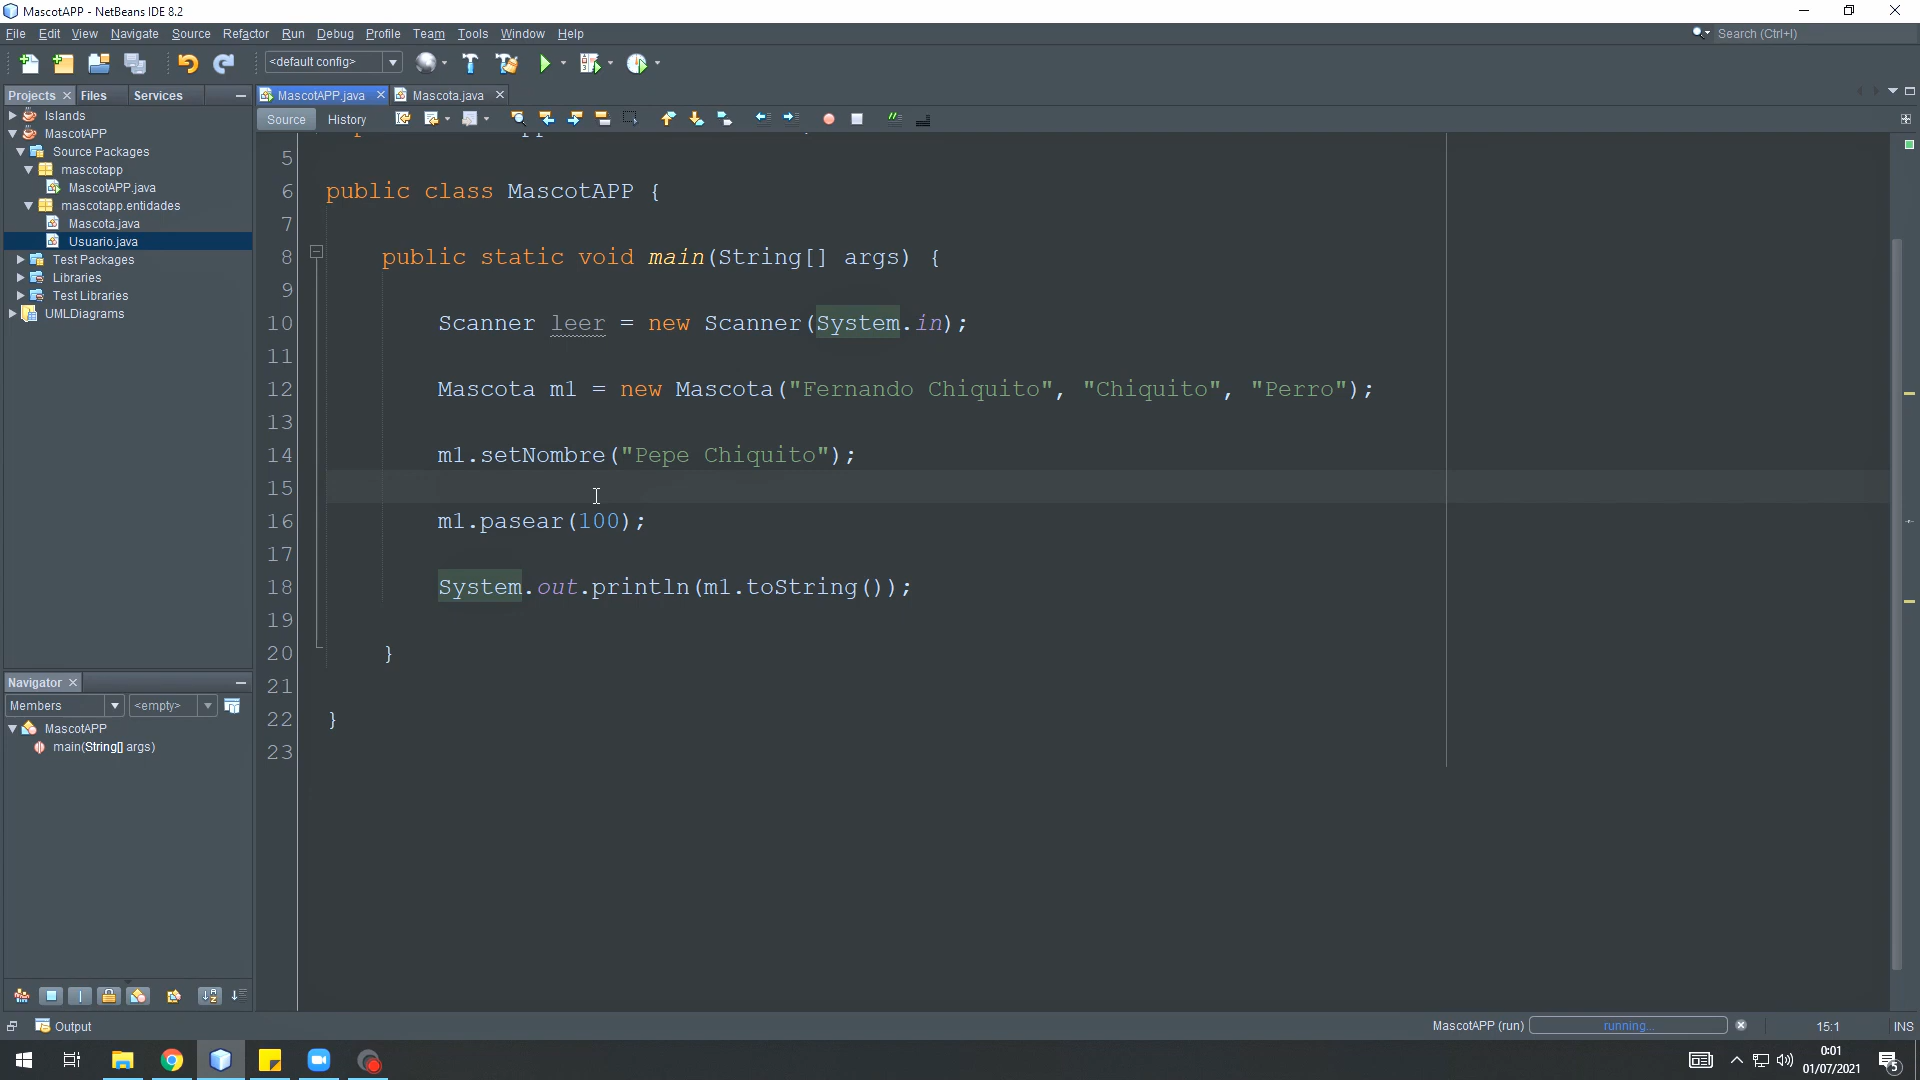 MascotAPP - NetBeans IDE 8.2
File Edit View Navigate Source Refactor Run Debug Profile Team Tools Window Help
Search (Ctrl+I)
<default config>
Projects Files Services
MascotAPP.java Mascota.java
Source History
Islands
MascotAPP
Source Packages
mascotapp
MascotAPP.java
mascotapp.entidades
Mascota.java
Usuario.java
Test Packages
Libraries
Test Libraries
UMLDiagrams
5
6 public class MascotAPP {
7
8 public static void main(String[] args) {
9
10 Scanner leer = new Scanner(System.in);
11
12 Mascota m1 = new Mascota("Fernando Chiquito", "Chiquito", "Perro");
13
14 m1.setNombre("Pepe Chiquito");
15
16 m1.pasear(100);
17
18 System.out.println(m1.toString());
19
20 }
21
22 }
23
Navigator
Members <empty>
MascotAPP
main(String[] args)
Output
MascotAPP (run) running... 15:1 INS
0:01
01/07/2021
5